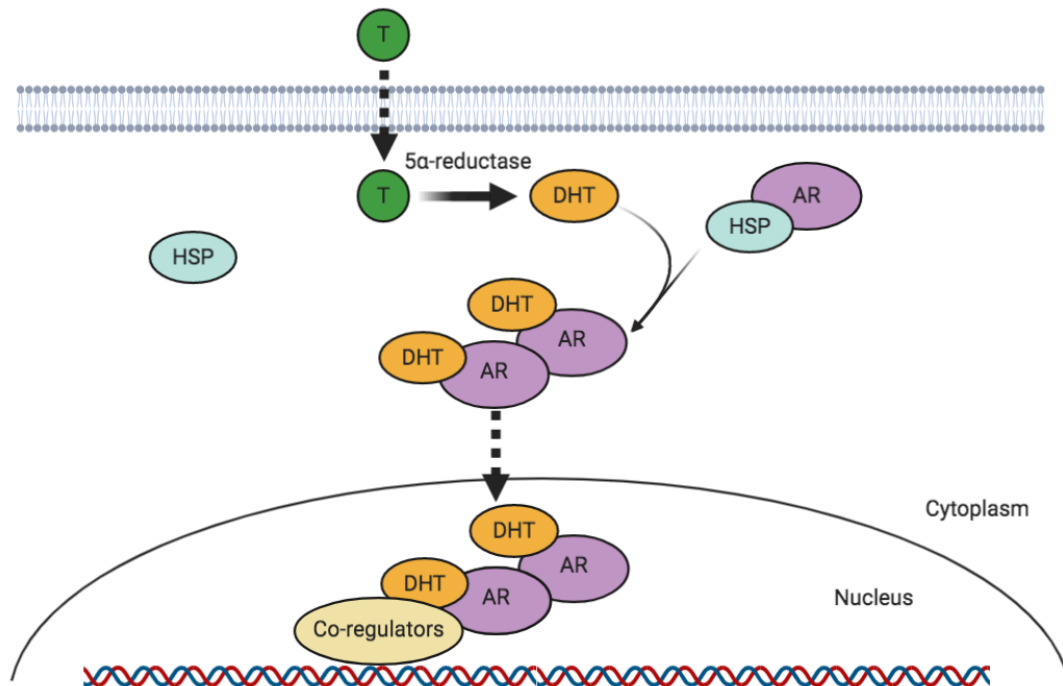 T
T
5α-reductase
DHT
AR
HSP
HSP
DHT
AR
DHT
AR
Cytoplasm
DHT
AR
DHT
AR
Nucleus
Co-regulators